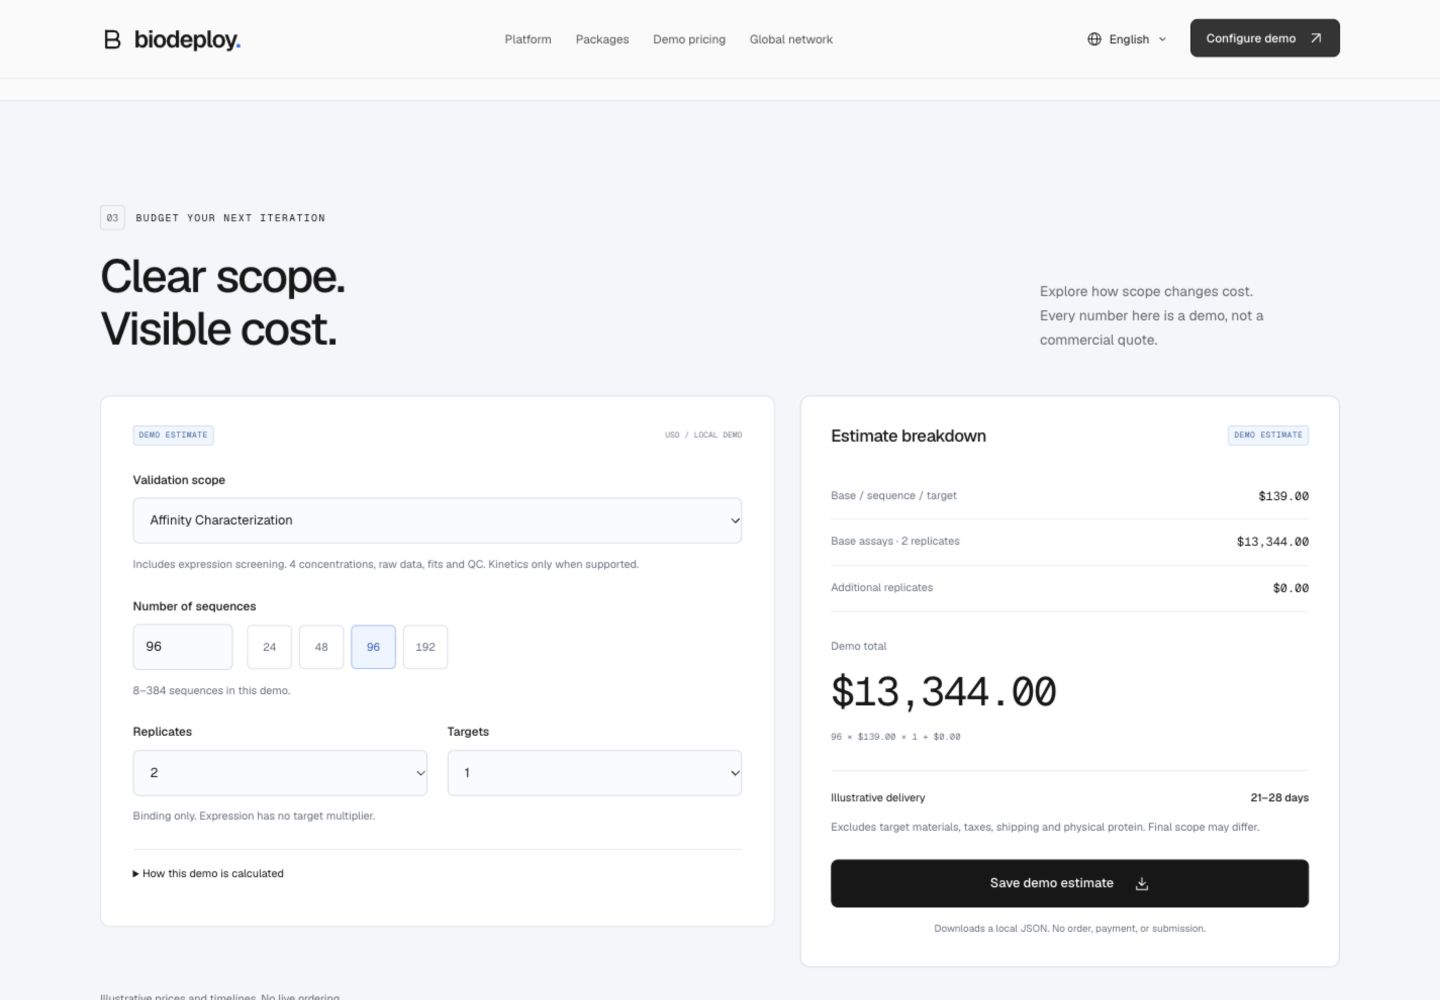 B biodeploy.
Platform
Packages
Demo pricing
Global network
English
Configure demo
03
BUDGET YOUR NEXT ITERATION
Clear scope.
Visible cost.
Explore how scope changes cost.
Every number here is a demo, not a
commercial quote.
DEMO ESTIMATE
USD / LOCAL DEMO
Validation scope
Affinity Characterization
Includes expression screening. 4 concentrations, raw data, fits and QC. Kinetics only when supported.
Number of sequences
96
24
48
96
192
8–384 sequences in this demo.
Replicates
Targets
2
1
Binding only. Expression has no target multiplier.
How this demo is calculated
Estimate breakdown
DEMO ESTIMATE
Base / sequence / target
$139.00
Base assays · 2 replicates
$13,344.00
Additional replicates
$0.00
Demo total
$13,344.00
96 × $139.00 × 1 + $0.00
Illustrative delivery
21–28 days
Excludes target materials, taxes, shipping and physical protein. Final scope may differ.
Save demo estimate
Downloads a local JSON. No order, payment, or submission.
Illustrative prices and timelines. No live ordering